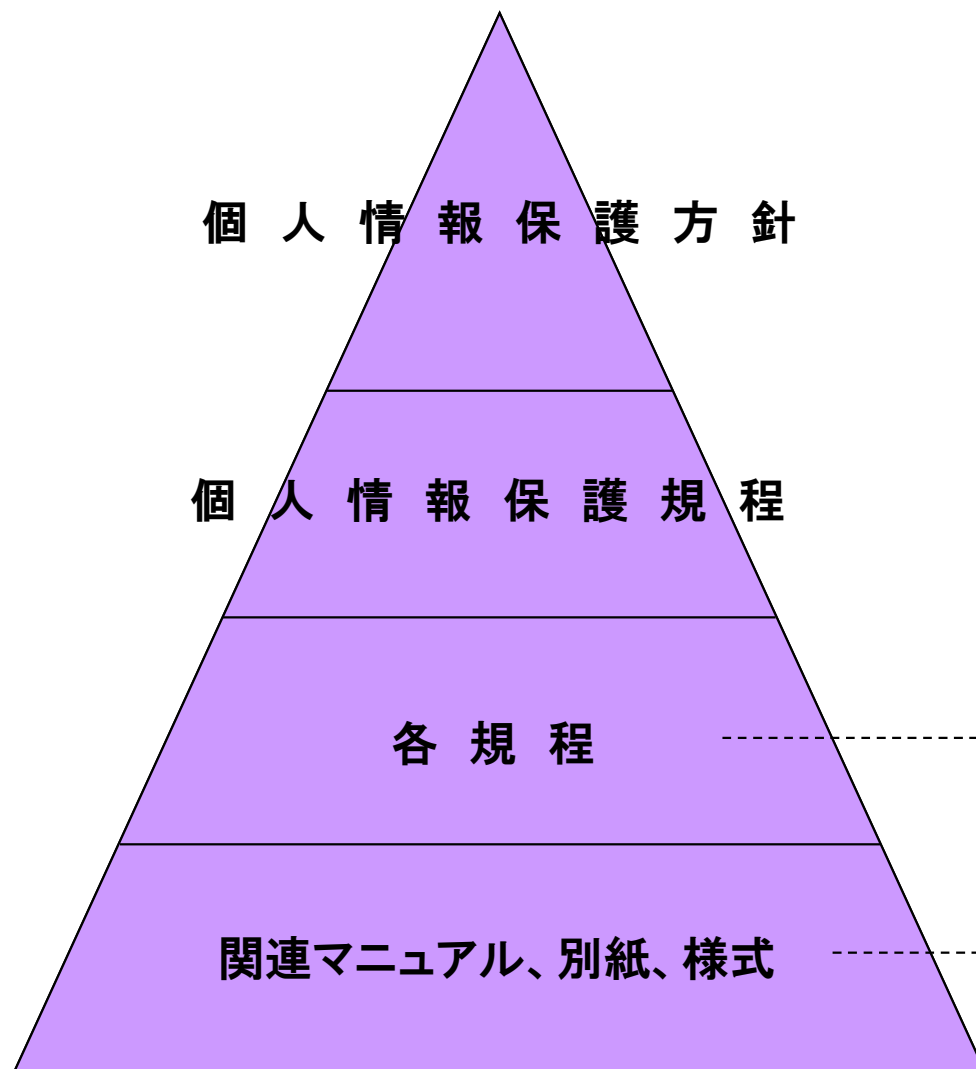 個人情報保護方針
個人情報保護規程
各規程
関連マニュアル、別紙、様式